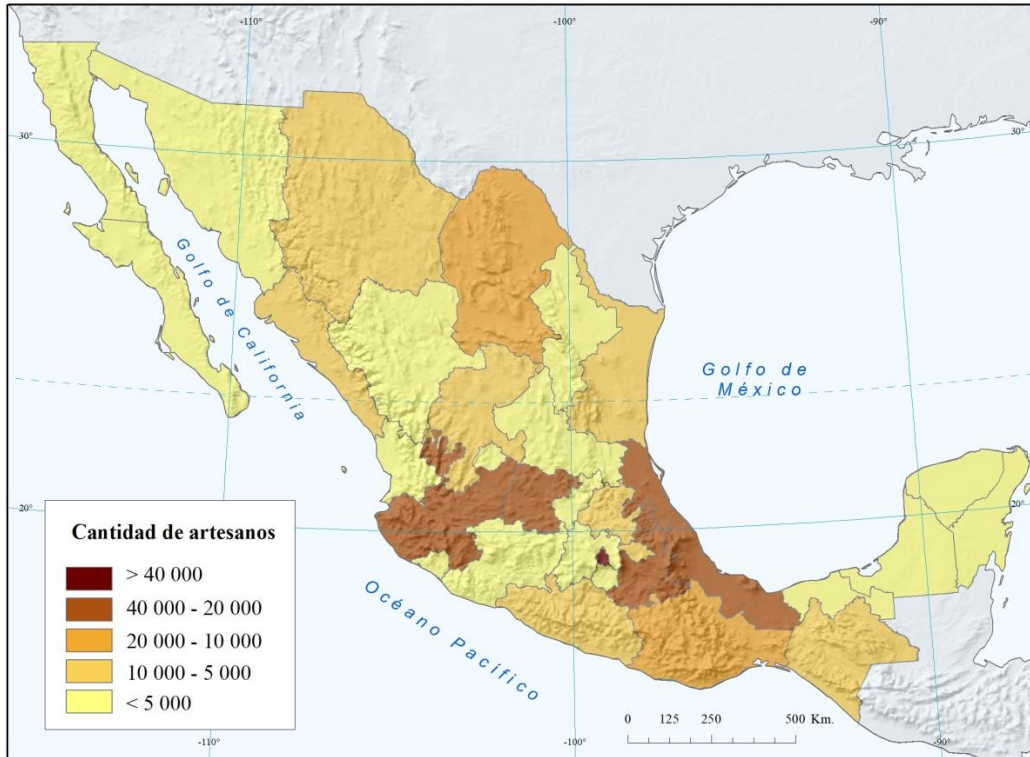 -110°
-100°
-90°
30°
30°
Golfo de California
Golfo de
México
20°
20°
Cantidad de artesanos
> 40 000
40 000 - 20 000
20 000 - 10 000
10 000 - 5 000
< 5 000
Océano Pacífico
0 125 250 500 Km.
-110°
-100°
-90°